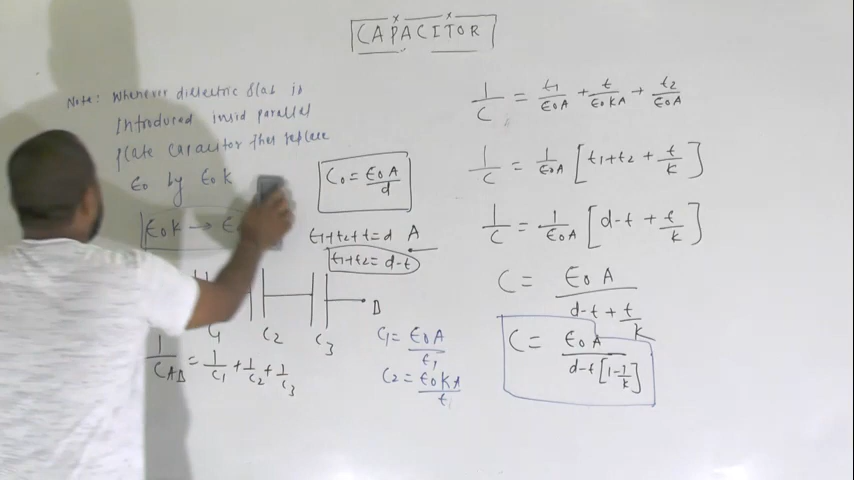 CAPACITOR
Note: Whenever dielectric slab is
Introduced insid parallel
plate capacitor then replace
ε0 by ε0K
ε0K →
C0 = ε0A/d
t1+t2+t=d
t1+t2=d-t
A
B
C1 C2 C3
1/CAB = 1/C1 + 1/C2 + 1/C3
C1 = ε0A/t1
C2 = ε0KA/t
1/C = t1/ε0A + t/ε0KA + t2/ε0A
1/C = 1/ε0A [t1+t2 + t/K]
1/C = 1/ε0A [d-t + t/K]
C = ε0A/d-t + t/K
C = ε0A/d-t[1-1/K]